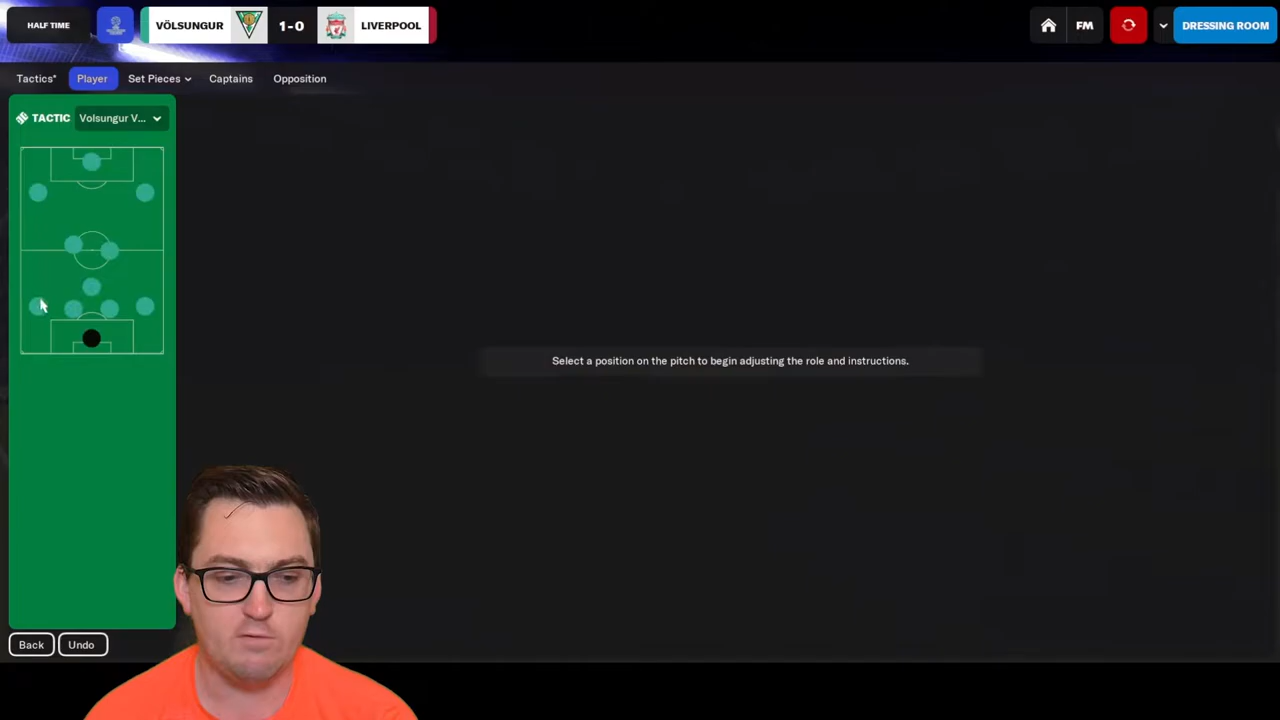 HALF TIME
VÖLSUNGUR
1-0
LIVERPOOL
FM
DRESSING ROOM
Tactics*
Player
Set Pieces
Captains
Opposition
TACTIC
Volsungur V...
Select a position on the pitch to begin adjusting the role and instructions.
Back
Undo